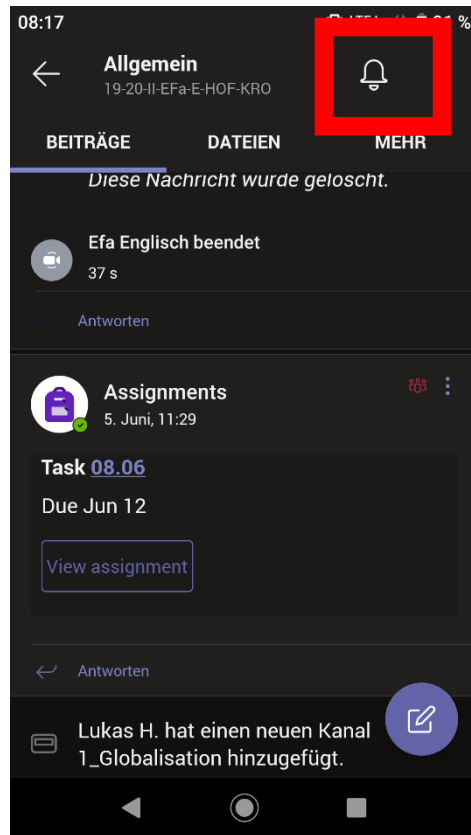 08:17
%
Allgemein
19-20-II-EFa-E-HOF-KRO
BEITRÄGE DATEIEN MEHR
Diese Nachricht wurde gelöscht.
Efa Englisch beendet
37 s
Antworten
Assignments
5. Juni, 11:29
Task 08.06
Due Jun 12
View assignment
Antworten
Lukas H. hat einen neuen Kanal
1_Globalisation hinzugefügt.